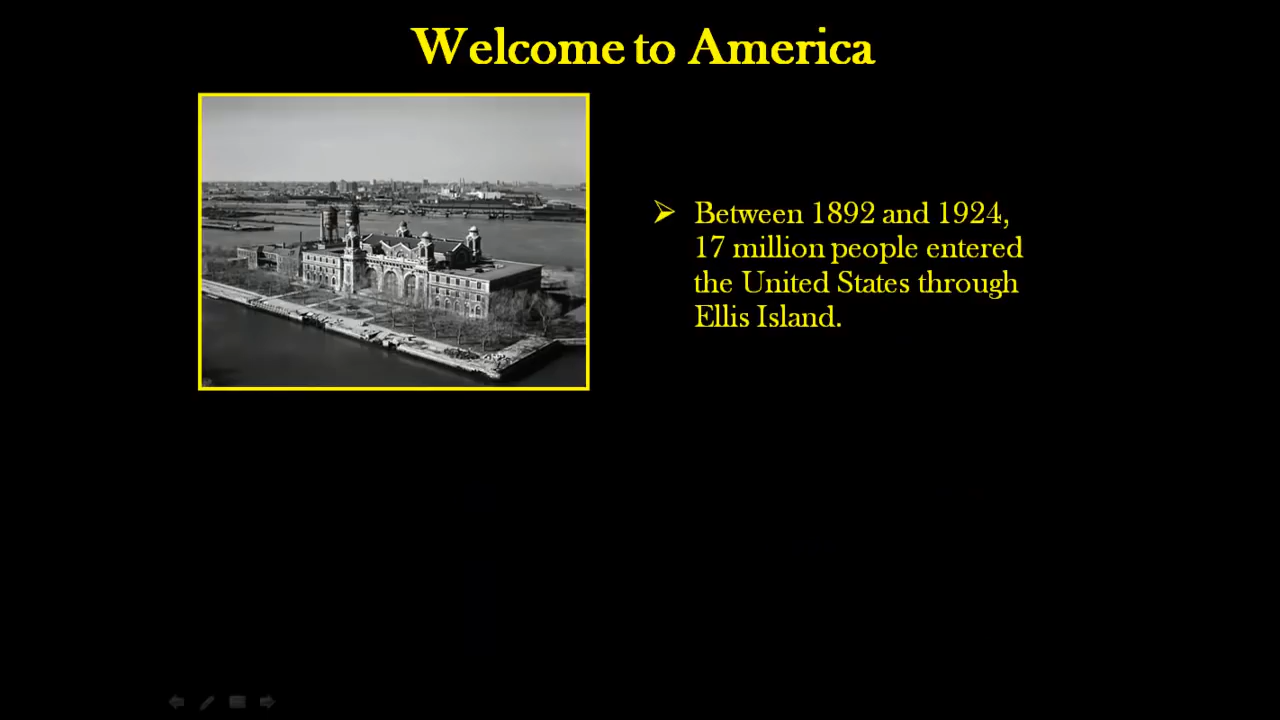 Welcome to America
➢ Between 1892 and 1924,
17 million people entered
the United States through
Ellis Island.